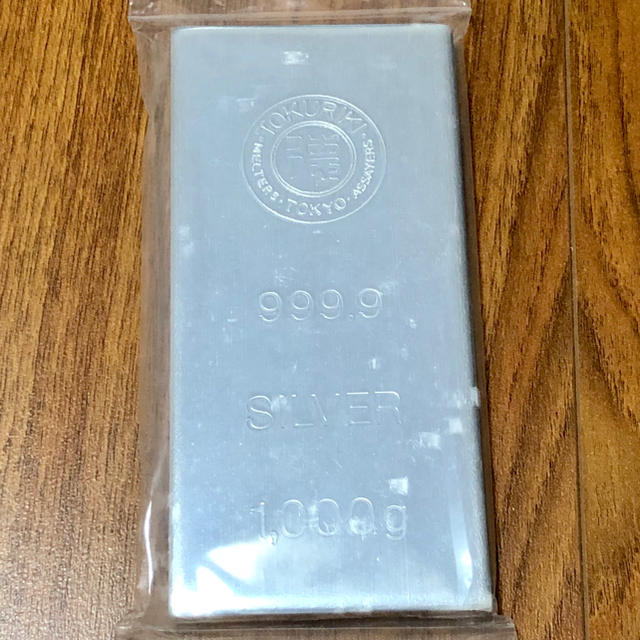 TOKURIKI
MELTERS · TOKYO · ASSAYERS
999.9
SILVER
1,000g